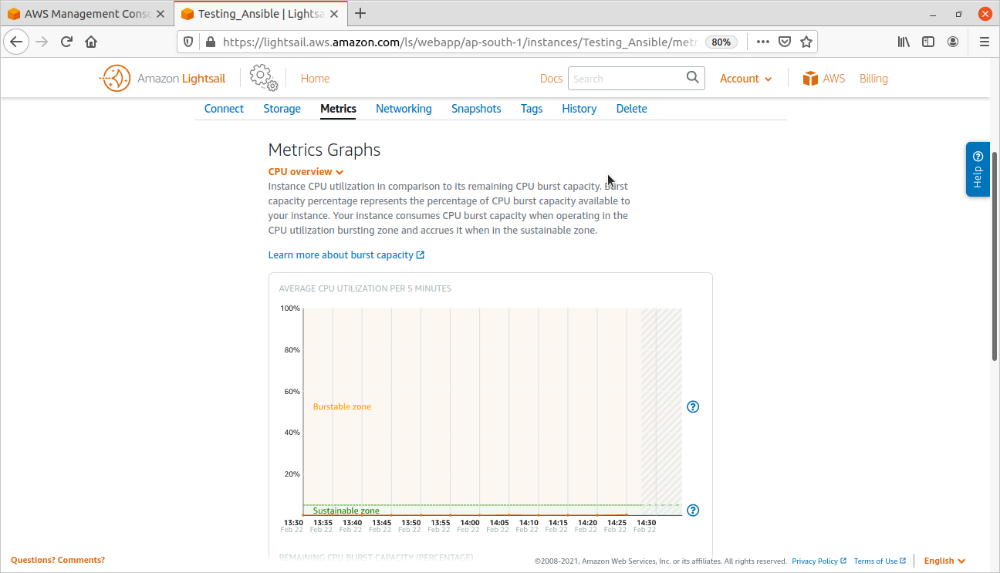 AWS Management Conso
Testing_Ansible | Lightsa
https://lightsail.aws.amazon.com/ls/webapp/ap-south-1/instances/Testing_Ansible/metr
80%
Amazon Lightsail
Home
Docs
Search
Account
AWS
Billing
Connect
Storage
Metrics
Networking
Snapshots
Tags
History
Delete
Help
Metrics Graphs
CPU overview
Instance CPU utilization in comparison to its remaining CPU burst capacity. Burst
capacity percentage represents the percentage of CPU burst capacity available to
your instance. Your instance consumes CPU burst capacity when operating in the
CPU utilization bursting zone and accrues it when in the sustainable zone.
Learn more about burst capacity
AVERAGE CPU UTILIZATION PER 5 MINUTES
100%
80%
60%
Burstable zone
40%
20%
Sustainable zone
13:30 13:35 13:40 13:45 13:50 13:55 14:00 14:05 14:10 14:15 14:20 14:25 14:30
Feb 22 Feb 22 Feb 22 Feb 22 Feb 22 Feb 22 Feb 22 Feb 22 Feb 22 Feb 22 Feb 22 Feb 22 Feb 22
REMAINING CPU BURST CAPACITY (PERCENTAGE)
Questions? Comments?
©2008-2021, Amazon Web Services, Inc. or its affiliates. All rights reserved.
Privacy Policy
Terms of Use
English